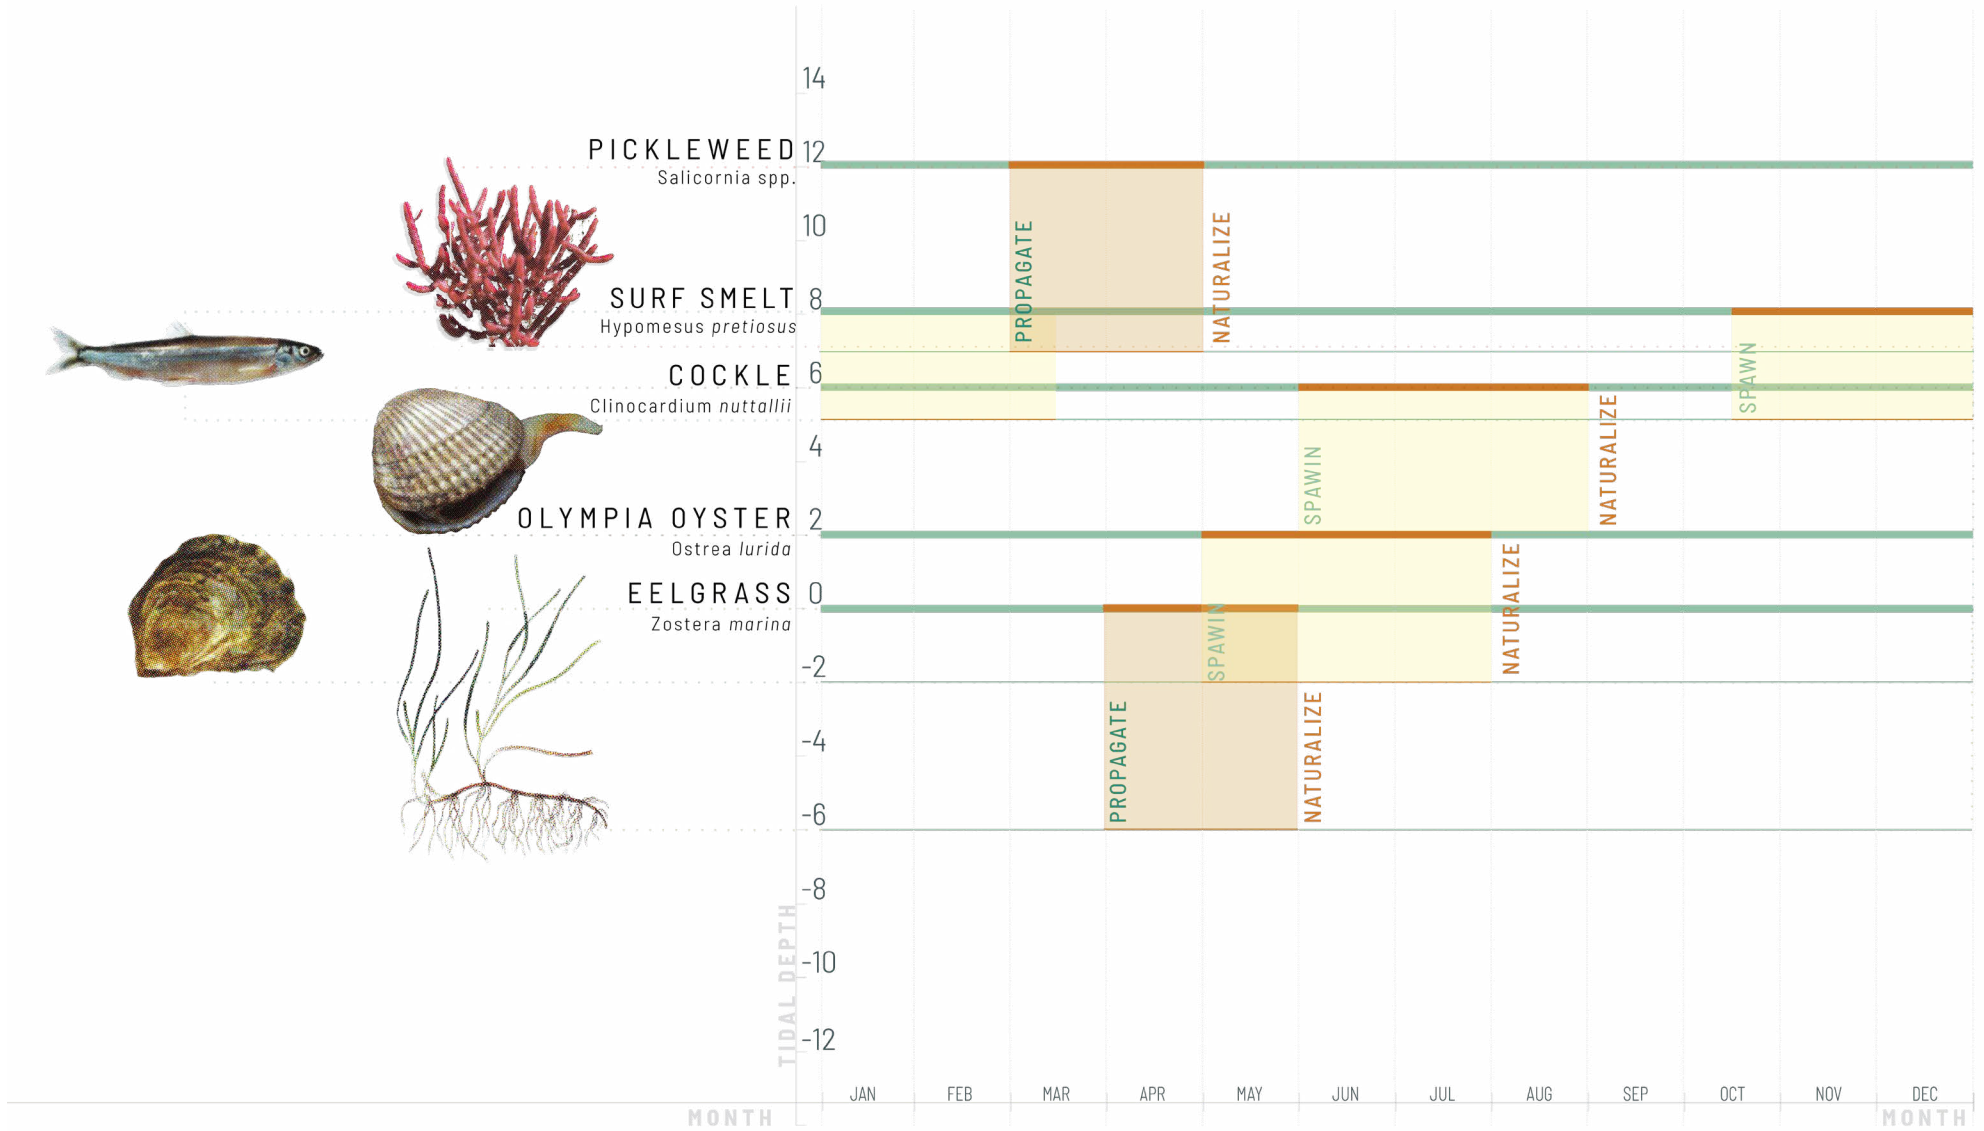 14
PICKLEWEED 12
Salicornia spp.
10
PROPAGATE
NATURALIZE
SURF SMELT 8
Hypomesus pretiosus
SPAWN
COCKLE 6
Clinocardium nuttallii
4
SPAWIN
NATURALIZE
OLYMPIA OYSTER 2
Ostrea lurida
SPAWIN
NATURALIZE
EELGRASS 0
Zostera marina
-2
-4
PROPAGATE
NATURALIZE
-6
-8
-10
-12
TIDAL DEPTH
JAN FEB MAR APR MAY JUN JUL AUG SEP OCT NOV DEC
MONTH MONTH